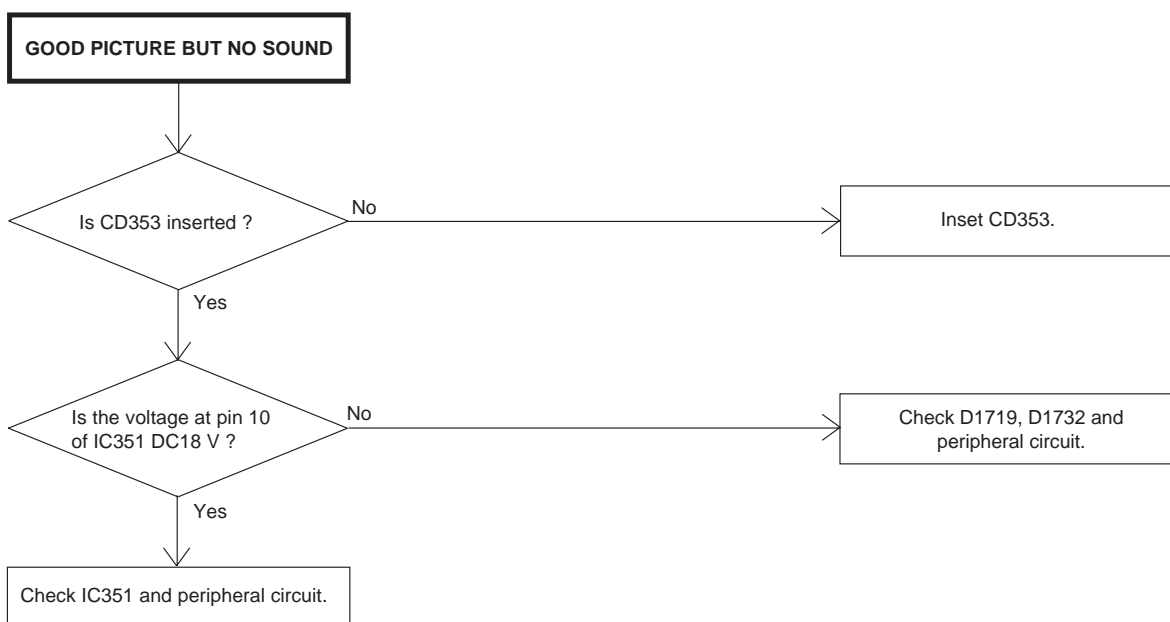 GOOD PICTURE BUT NO SOUND
Is CD353 inserted ?
No
Inset CD353.
Yes
Is the voltage at pin 10
of IC351 DC18 V ?
No
Check D1719, D1732 and
peripheral circuit.
Yes
Check IC351 and peripheral circuit.